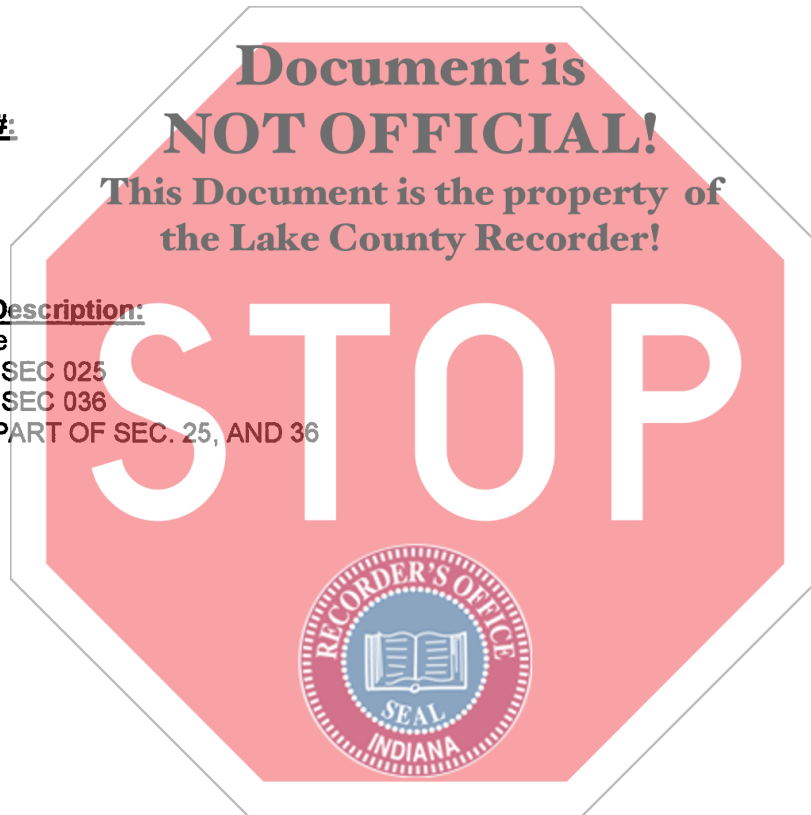 Document is
NOT OFFICIAL!
#:
This Document is the property of
the Lake County Recorder!
Description:
e
SEC 025
SEC 036
PART OF SEC. 25, AND 36
STOP
RECORDER'S OFFICE
SEAL
INDIANA